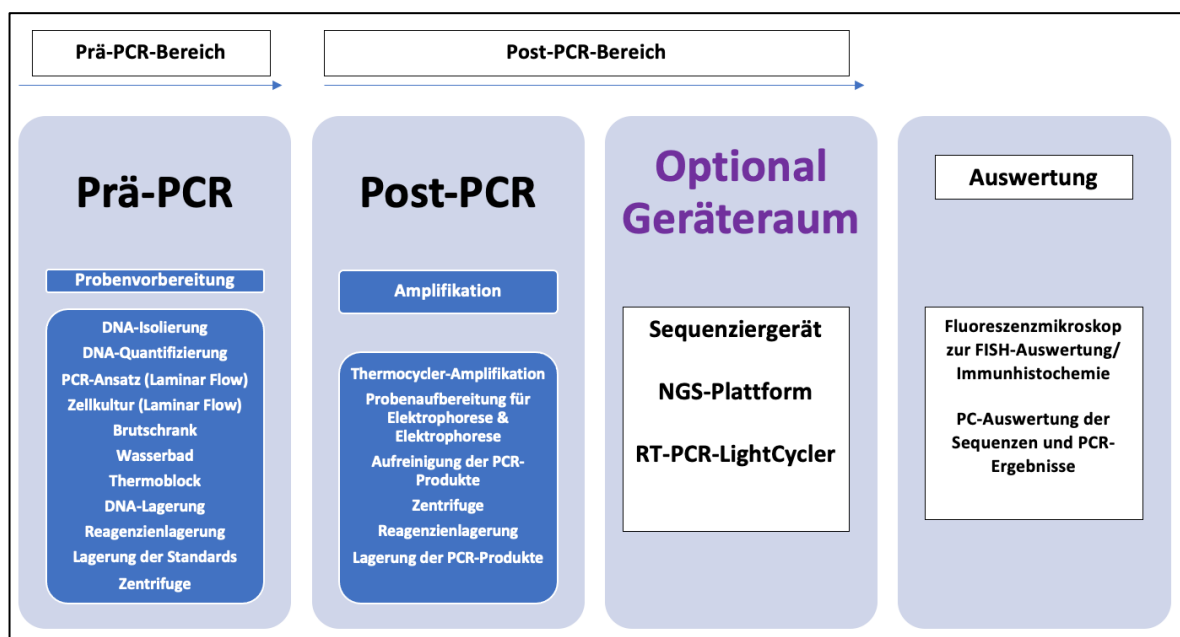 Prä-PCR-Bereich
Post-PCR-Bereich
Prä-PCR
Probenvorbereitung
DNA-Isolierung
DNA-Quantifizierung
PCR-Ansatz (Laminar Flow)
Zellkultur (Laminar Flow)
Brutschrank
Wasserbad
Thermoblock
DNA-Lagerung
Reagenzienlagerung
Lagerung der Standards
Zentrifuge
Post-PCR
Amplifikation
Thermocycler-Amplifikation
Probenaufbereitung für
Elektrophorese &
Elektrophorese
Aufreinigung der PCR-
Produkte
Zentrifuge
Reagenzienlagerung
Lagerung der PCR-Produkte
Optional
Geräteraum
Sequenziergerät
NGS-Plattform
RT-PCR-LightCycler
Auswertung
Fluoreszenzmikroskop
zur FISH-Auswertung/
Immunhistochemie
PC-Auswertung der
Sequenzen und PCR-
Ergebnisse